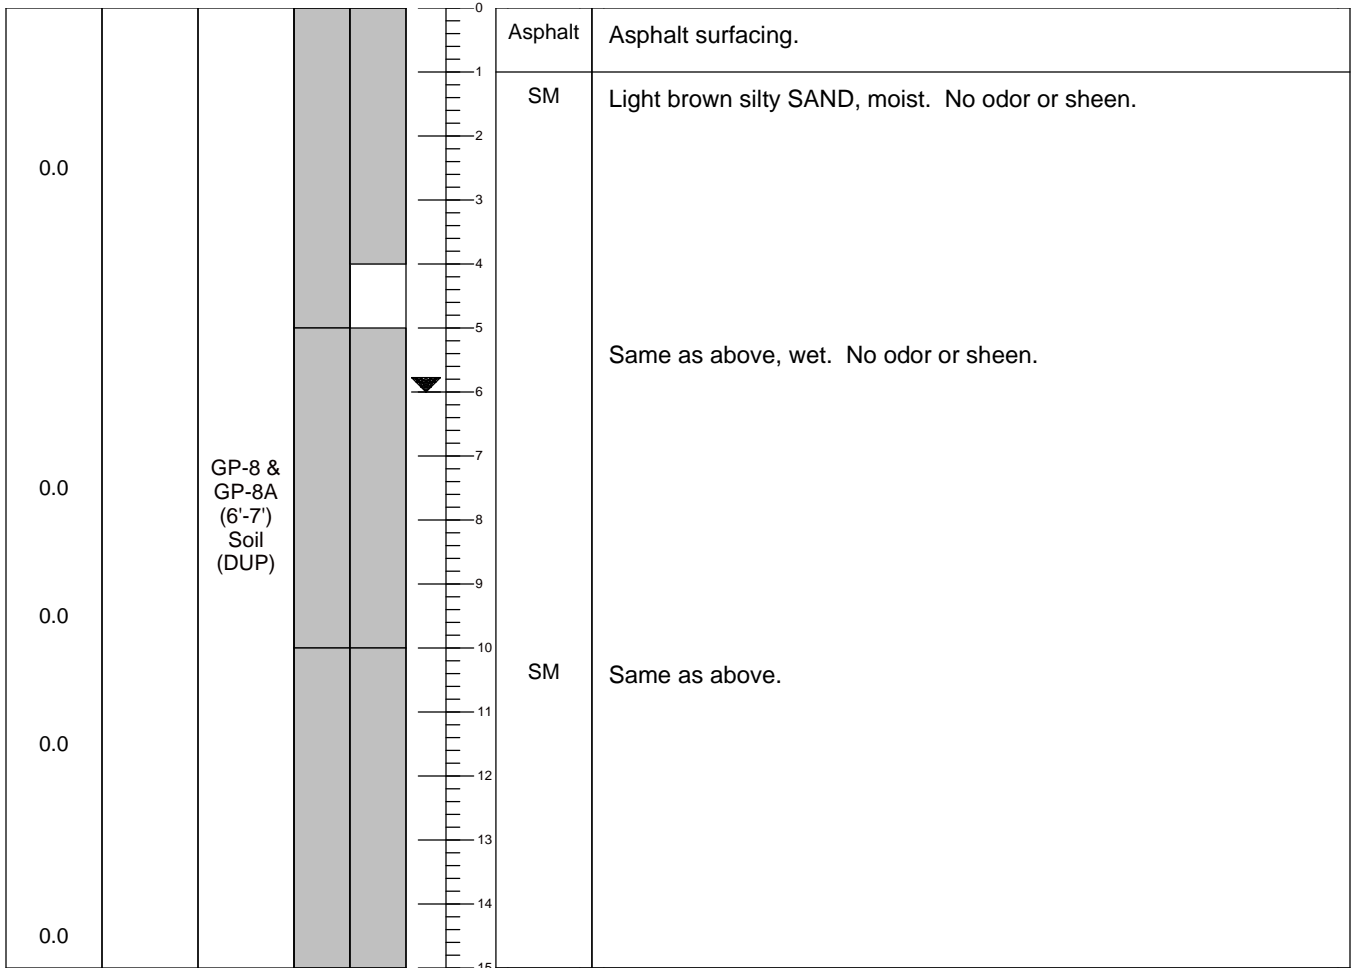 0
Asphalt
Asphalt surfacing.
1
SM
Light brown silty SAND, moist.  No odor or sheen.
2
0.0
3
4
5
Same as above, wet.  No odor or sheen.
6
7
0.0
GP-8 &
GP-8A
(6'-7')
Soil
(DUP)
8
9
0.0
10
SM
Same as above.
11
0.0
12
13
14
0.0
15